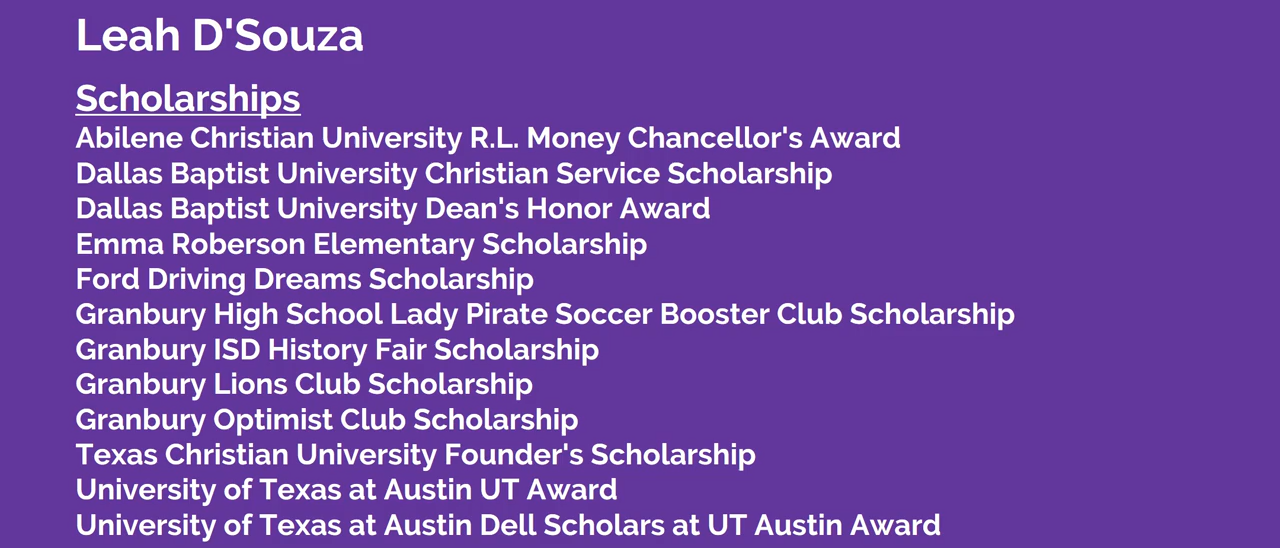 Leah D'Souza
Scholarships
Abilene Christian University R.L. Money Chancellor's Award
Dallas Baptist University Christian Service Scholarship
Dallas Baptist University Dean's Honor Award
Emma Roberson Elementary Scholarship
Ford Driving Dreams Scholarship
Granbury High School Lady Pirate Soccer Booster Club Scholarship
Granbury ISD History Fair Scholarship
Granbury Lions Club Scholarship
Granbury Optimist Club Scholarship
Texas Christian University Founder's Scholarship
University of Texas at Austin UT Award
University of Texas at Austin Dell Scholars at UT Austin Award